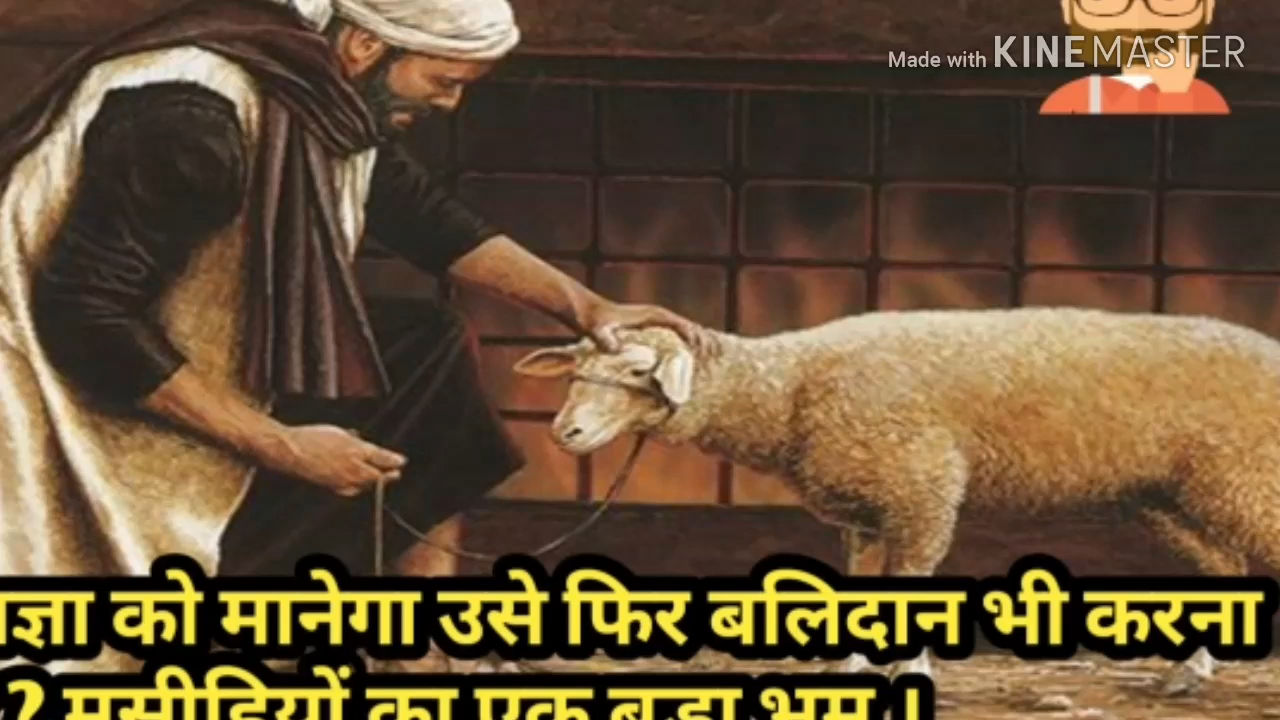 Made with KINEMASTER
ज्ञा को मानेगा उसे फिर बलिदान भी करना
? मसीहियों का एक बड़ा भ्रम।